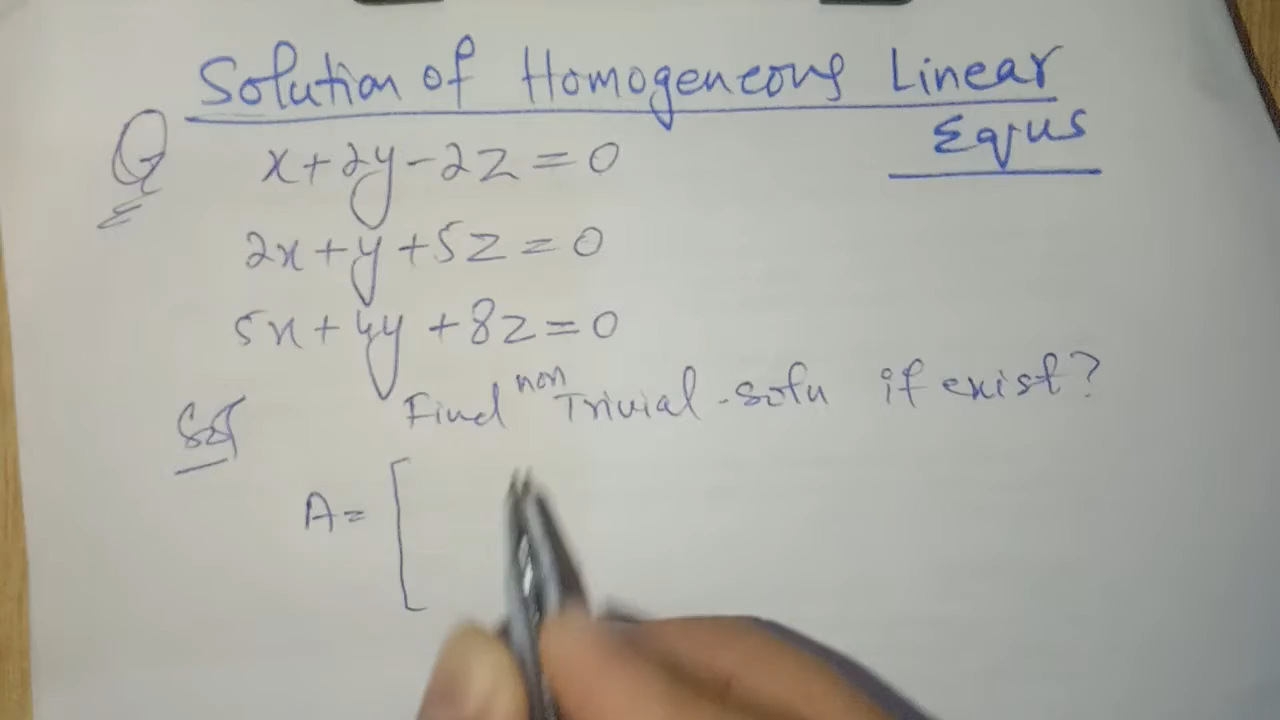 Solution of Homogeneous Linear
Equs
Q x+2y-2z=0
2x+y+5z=0
5x+4y+8z=0
Find non Trivial soln if exist?
Sol
A= [